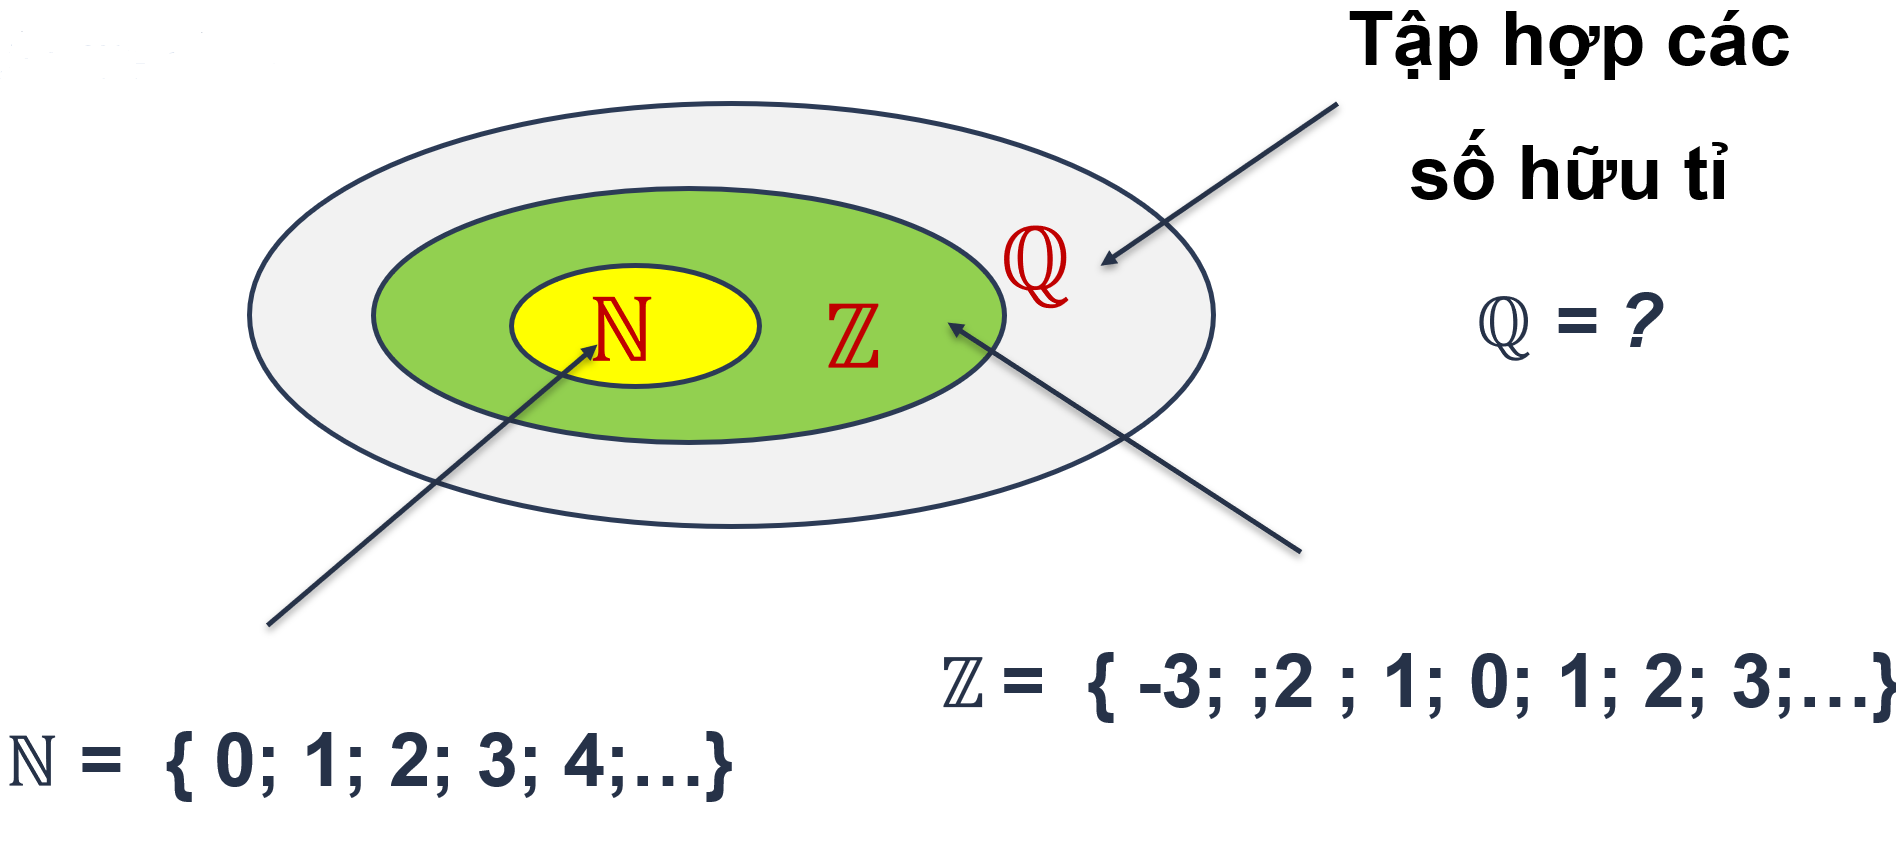 Tập hợp các
số hữu tỉ
ℚ
ℕ
ℤ
ℚ = ?
ℤ = { -3; ;2 ; 1; 0; 1; 2; 3;...}
ℕ = { 0; 1; 2; 3; 4;...}